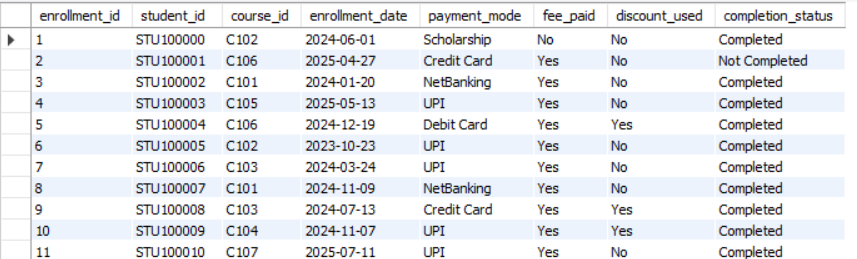 enrollment_id student_id course_id enrollment_date payment_mode fee_paid discount_used completion_status
1 STU100000 C102 2024-06-01 Scholarship No No Completed
2 STU100001 C106 2025-04-27 Credit Card Yes No Not Completed
3 STU100002 C101 2024-01-20 NetBanking Yes No Completed
4 STU100003 C105 2025-05-13 UPI Yes No Completed
5 STU100004 C106 2024-12-19 Debit Card Yes Yes Completed
6 STU100005 C102 2023-10-23 UPI Yes No Completed
7 STU100006 C103 2024-03-24 UPI Yes No Completed
8 STU100007 C101 2024-11-09 NetBanking Yes No Completed
9 STU100008 C103 2024-07-13 Credit Card Yes Yes Completed
10 STU100009 C104 2024-11-07 UPI Yes Yes Completed
11 STU100010 C107 2025-07-11 UPI Yes No Completed